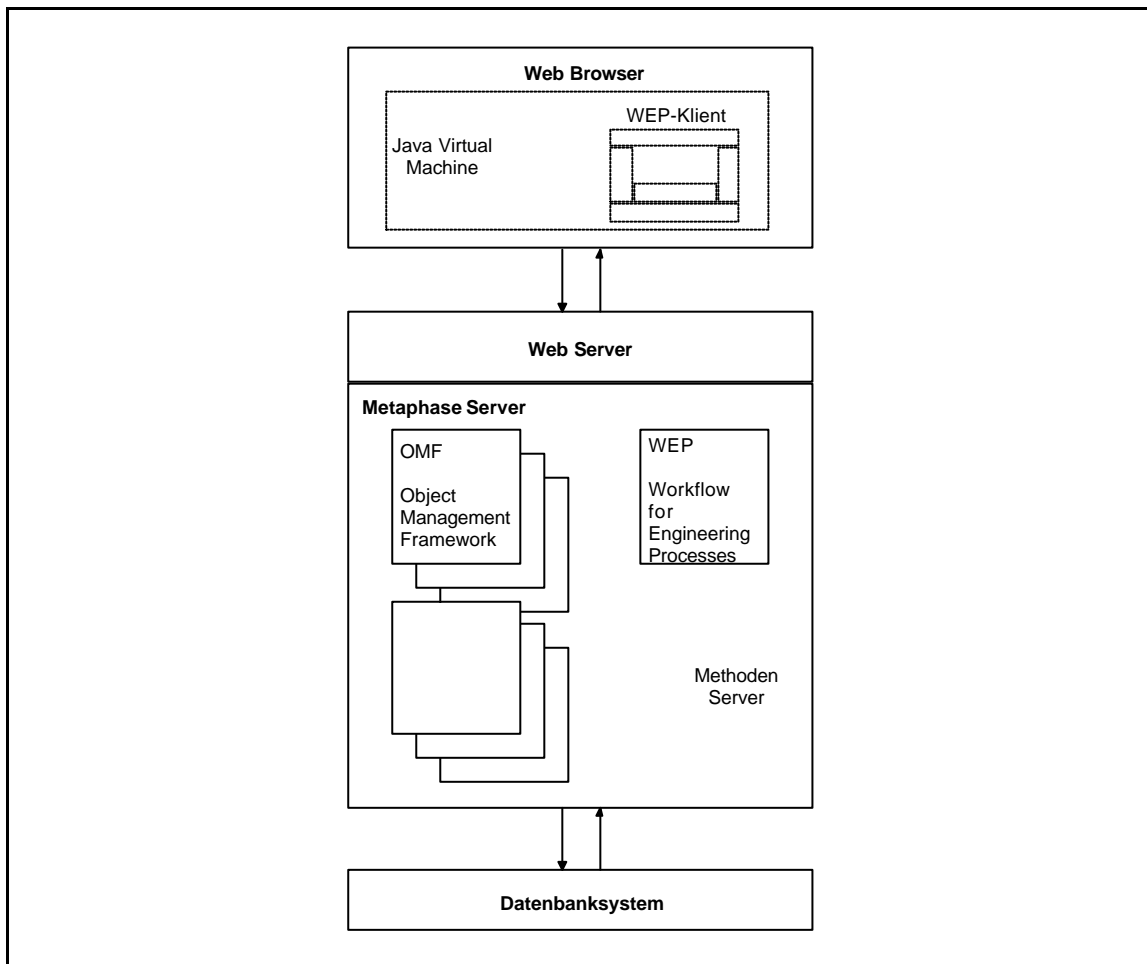 Web Browser
WEP-Klient
Java Virtual
Machine
Web Server
Metaphase Server
OMF
Object
Management
Framework
WEP
Workflow
for
Engineering
Processes
Methoden
Server
Datenbanksystem